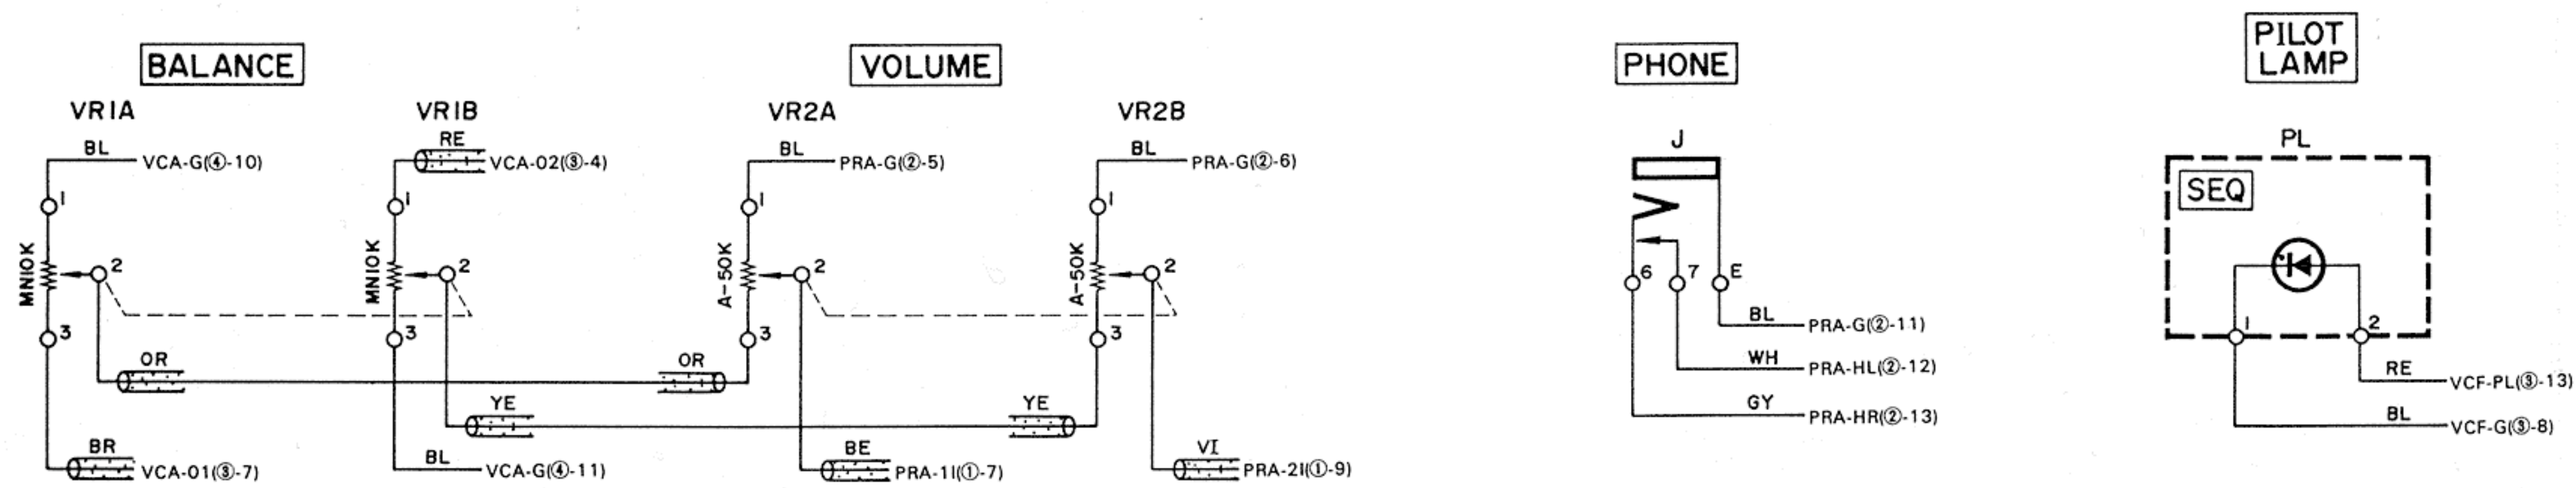 BALANCE
VR1A
BL
VCA-G(④-10)
1
MN10K
2
3
OR
BR
VCA-01(③-7)
VR1B
RE
VCA-02(③-4)
1
MN10K
2
3
YE
BL
VCA-G(④-11)
VOLUME
VR2A
BL
PRA-G(②-5)
1
A-50K
2
3
OR
BE
PRA-1I(①-7)
VR2B
BL
PRA-G(②-6)
1
A-50K
2
3
YE
VI
PRA-2I(①-9)
PHONE
J
6
7
E
BL
PRA-G(②-11)
WH
PRA-HL(②-12)
GY
PRA-HR(②-13)
PILOT
LAMP
PL
SEQ
1
2
RE
VCF-PL(③-13)
BL
VCF-G(③-8)